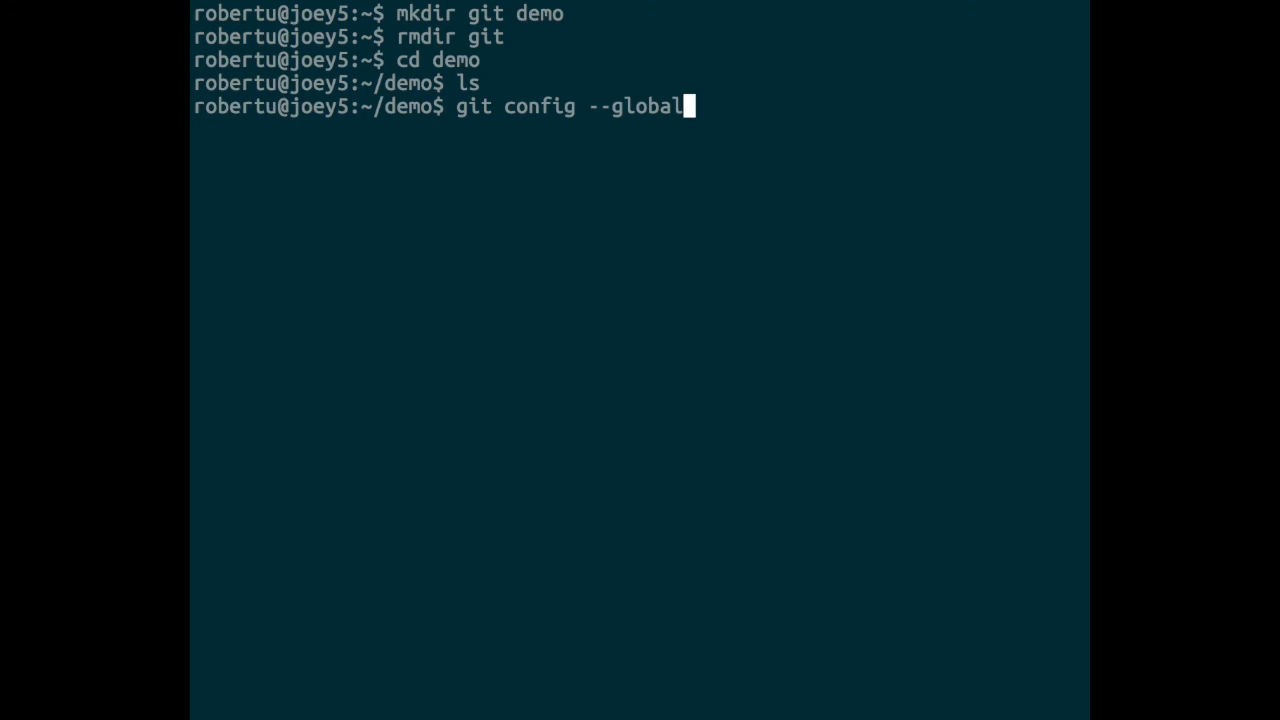 robertu@joey5:~$ mkdir git demo
robertu@joey5:~$ rmdir git
robertu@joey5:~$ cd demo
robertu@joey5:~/demo$ ls
robertu@joey5:~/demo$ git config --global